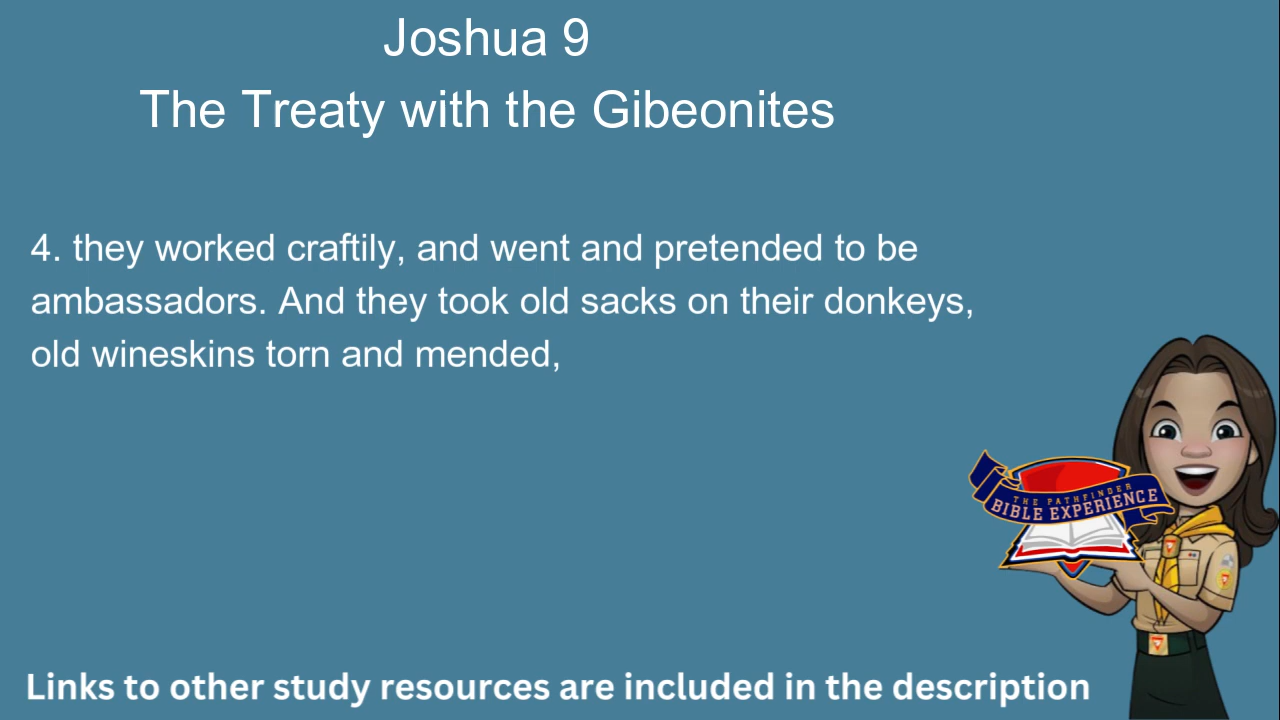 Joshua 9
The Treaty with the Gibeonites
4. they worked craftily, and went and pretended to be
ambassadors. And they took old sacks on their donkeys,
old wineskins torn and mended,
THE PATHFINDER
BIBLE EXPERIENCE
Links to other study resources are included in the description